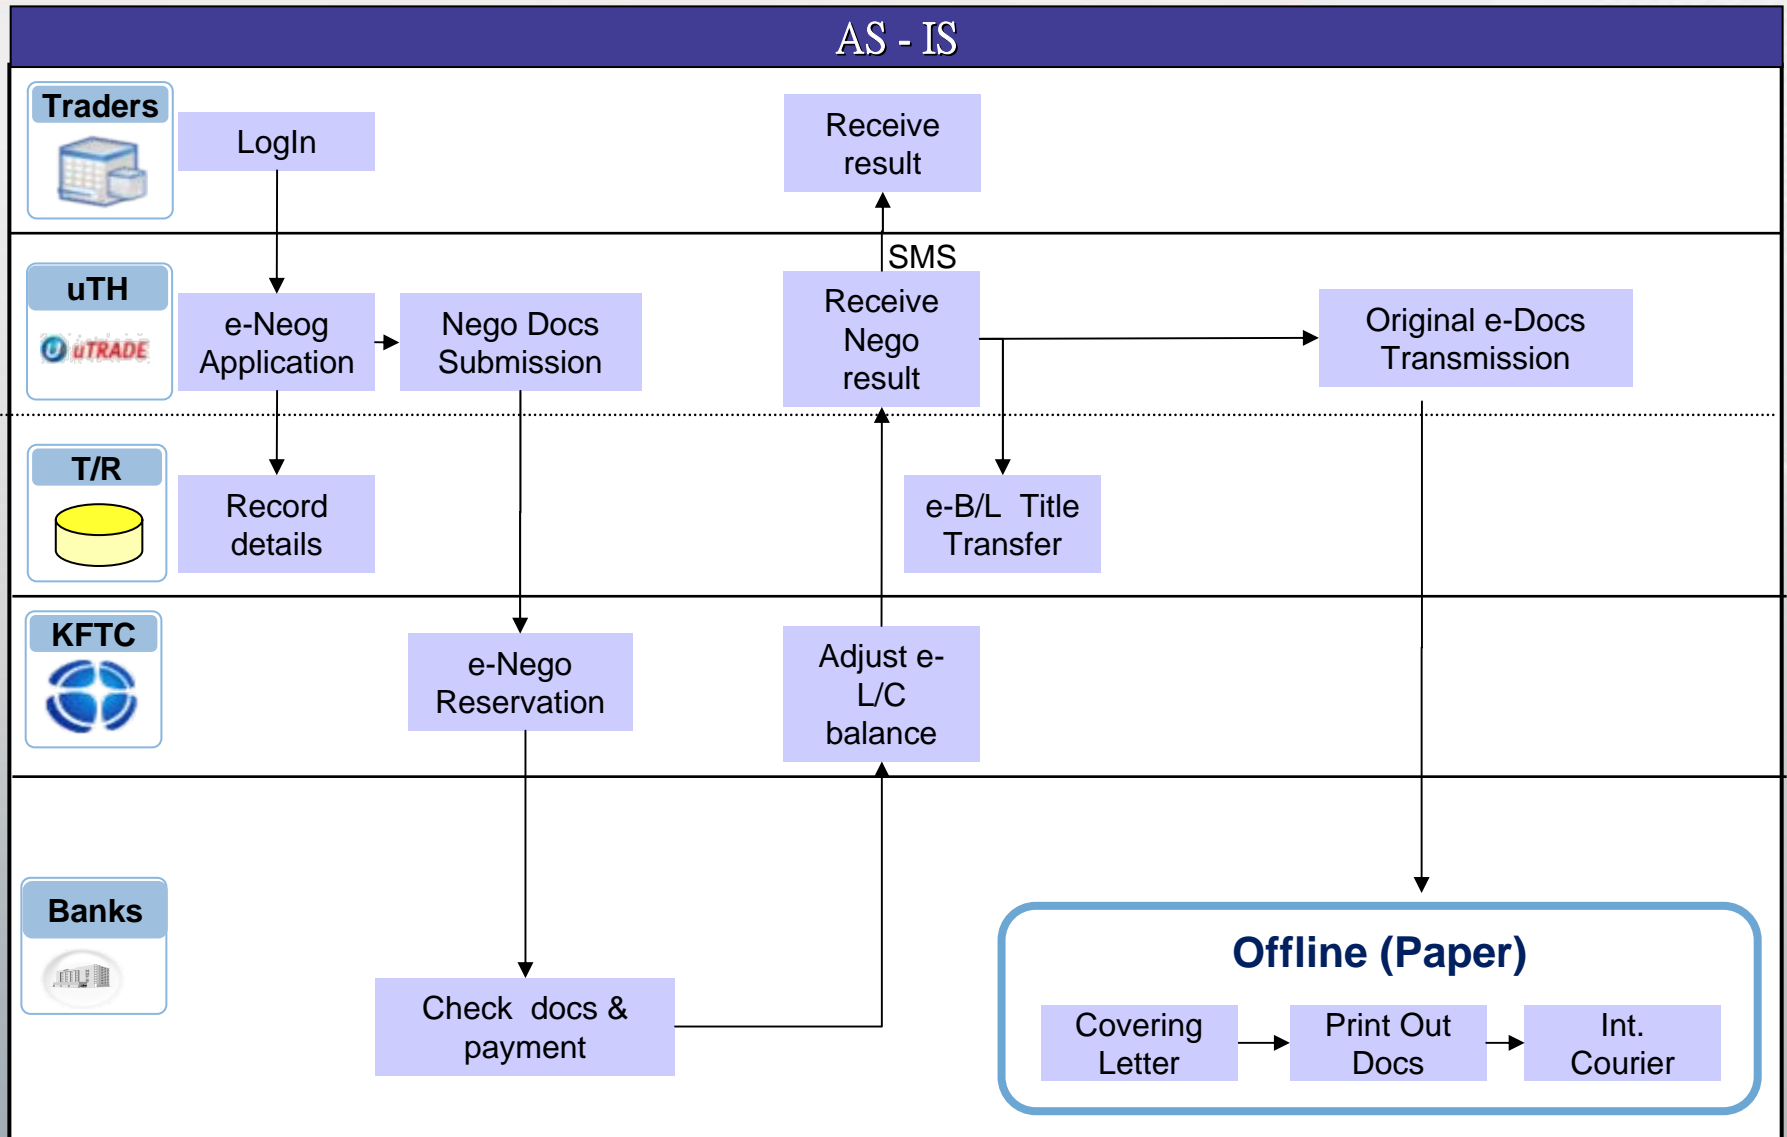 AS - IS
Traders
LogIn
Receive
result
SMS
uTH
uTRADE
e-Neog
Application
Nego Docs
Submission
Receive
Nego
result
Original e-Docs
Transmission
T/R
Record
details
e-B/L  Title
Transfer
KFTC
e-Nego
Reservation
Adjust e-
L/C
balance
Banks
Check  docs &
payment
Offline (Paper)
Covering
Letter
Print Out
Docs
Int.
Courier